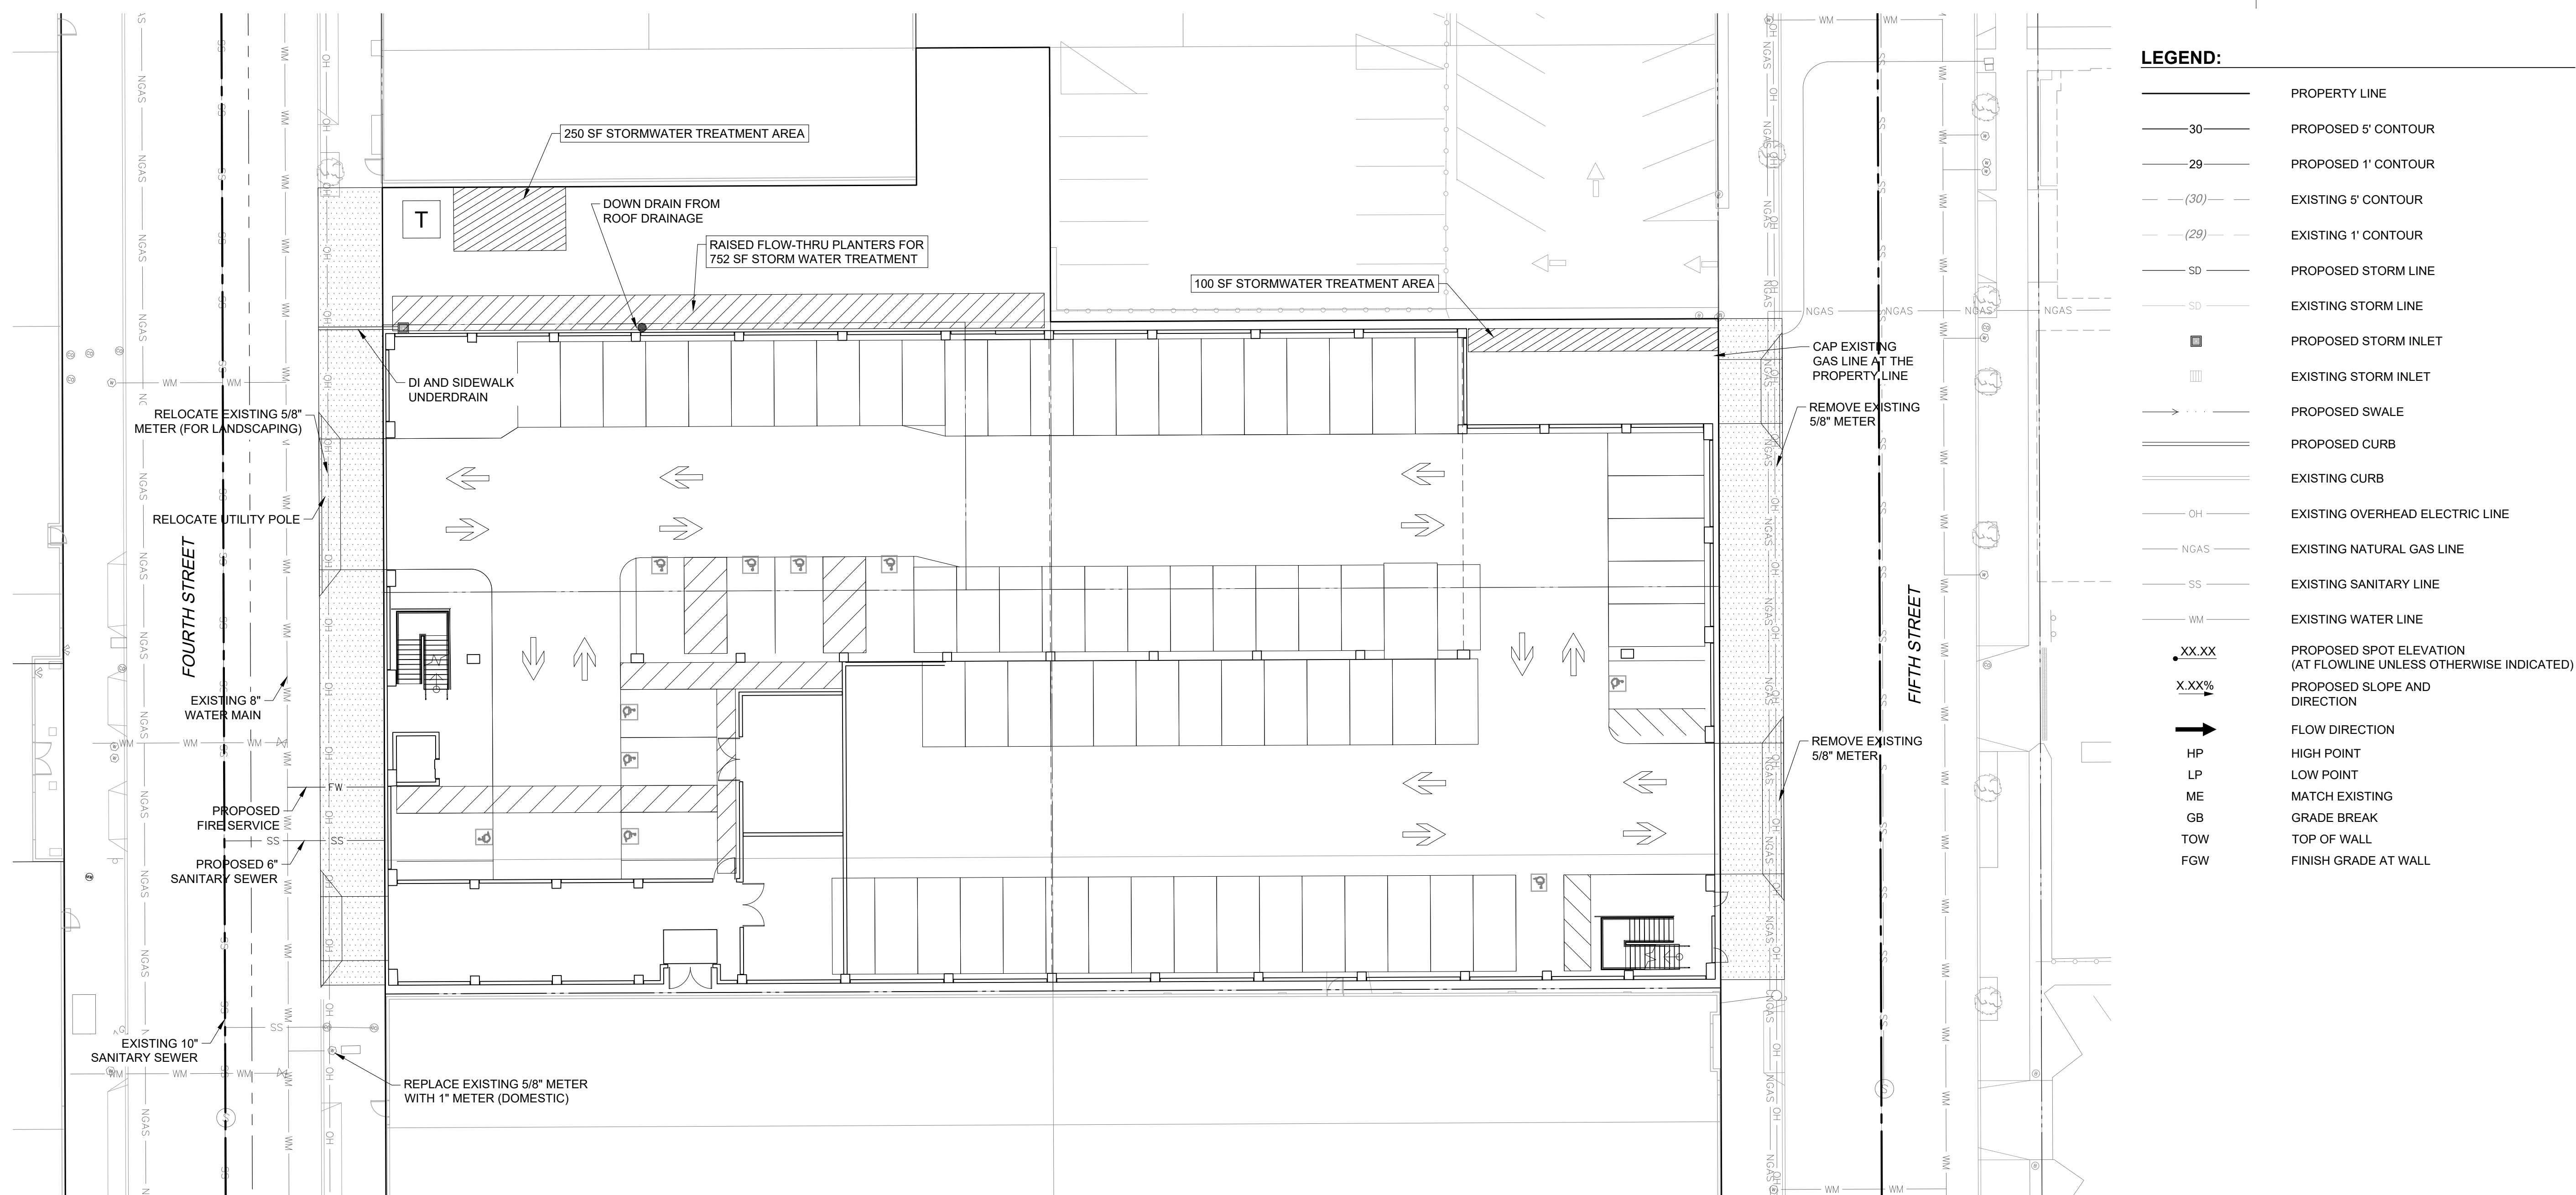 250 SF STORMWATER TREATMENT AREA
T
DOWN DRAIN FROM
ROOF DRAINAGE
RAISED FLOW-THRU PLANTERS FOR
752 SF STORM WATER TREATMENT
100 SF STORMWATER TREATMENT AREA
DI AND SIDEWALK
UNDERDRAIN
CAP EXISTING
GAS LINE AT THE
PROPERTY LINE
RELOCATE EXISTING 5/8"
METER (FOR LANDSCAPING)
REMOVE EXISTING
5/8" METER
RELOCATE UTILITY POLE
FOURTH STREET
FIFTH STREET
EXISTING 8"
WATER MAIN
REMOVE EXISTING
5/8" METER
PROPOSED
FIRE SERVICE
FW
SS
SS
PROPOSED 6"
SANITARY SEWER
EXISTING 10"
SANITARY SEWER
REPLACE EXISTING 5/8" METER
WITH 1" METER (DOMESTIC)
NGAS
SS
WM
OH
LEGEND:
PROPERTY LINE
30 PROPOSED 5' CONTOUR
29 PROPOSED 1' CONTOUR
(30) EXISTING 5' CONTOUR
(29) EXISTING 1' CONTOUR
SD PROPOSED STORM LINE
SD EXISTING STORM LINE
PROPOSED STORM INLET
EXISTING STORM INLET
PROPOSED SWALE
PROPOSED CURB
EXISTING CURB
OH EXISTING OVERHEAD ELECTRIC LINE
NGAS EXISTING NATURAL GAS LINE
SS EXISTING SANITARY LINE
WM EXISTING WATER LINE
XX.XX PROPOSED SPOT ELEVATION
(AT FLOWLINE UNLESS OTHERWISE INDICATED)
X.XX% PROPOSED SLOPE AND
DIRECTION
FLOW DIRECTION
HP HIGH POINT
LP LOW POINT
ME MATCH EXISTING
GB GRADE BREAK
TOW TOP OF WALL
FGW FINISH GRADE AT WALL